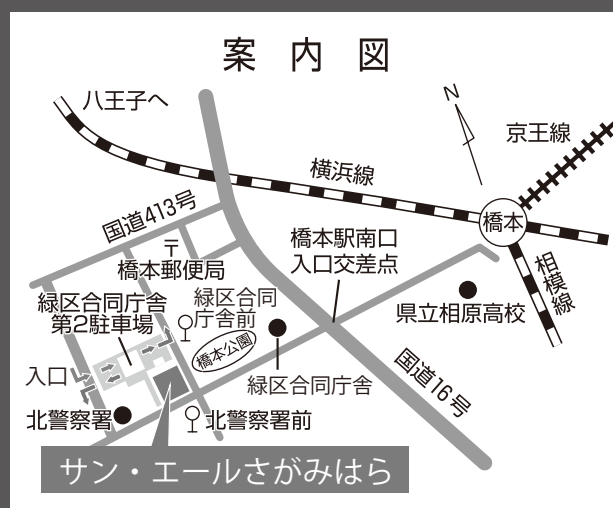 案内図
八王子へ
N
京王線
横浜線
橋本
国道413号
〒
橋本郵便局
橋本駅南口
入口交差点
相模線
緑区合同庁舎
第2駐車場
緑区合同
庁舎前
県立相原高校
橋本公園
入口
緑区合同庁舎
国道16号
北警察署
北警察署前
サン・エールさがみはら